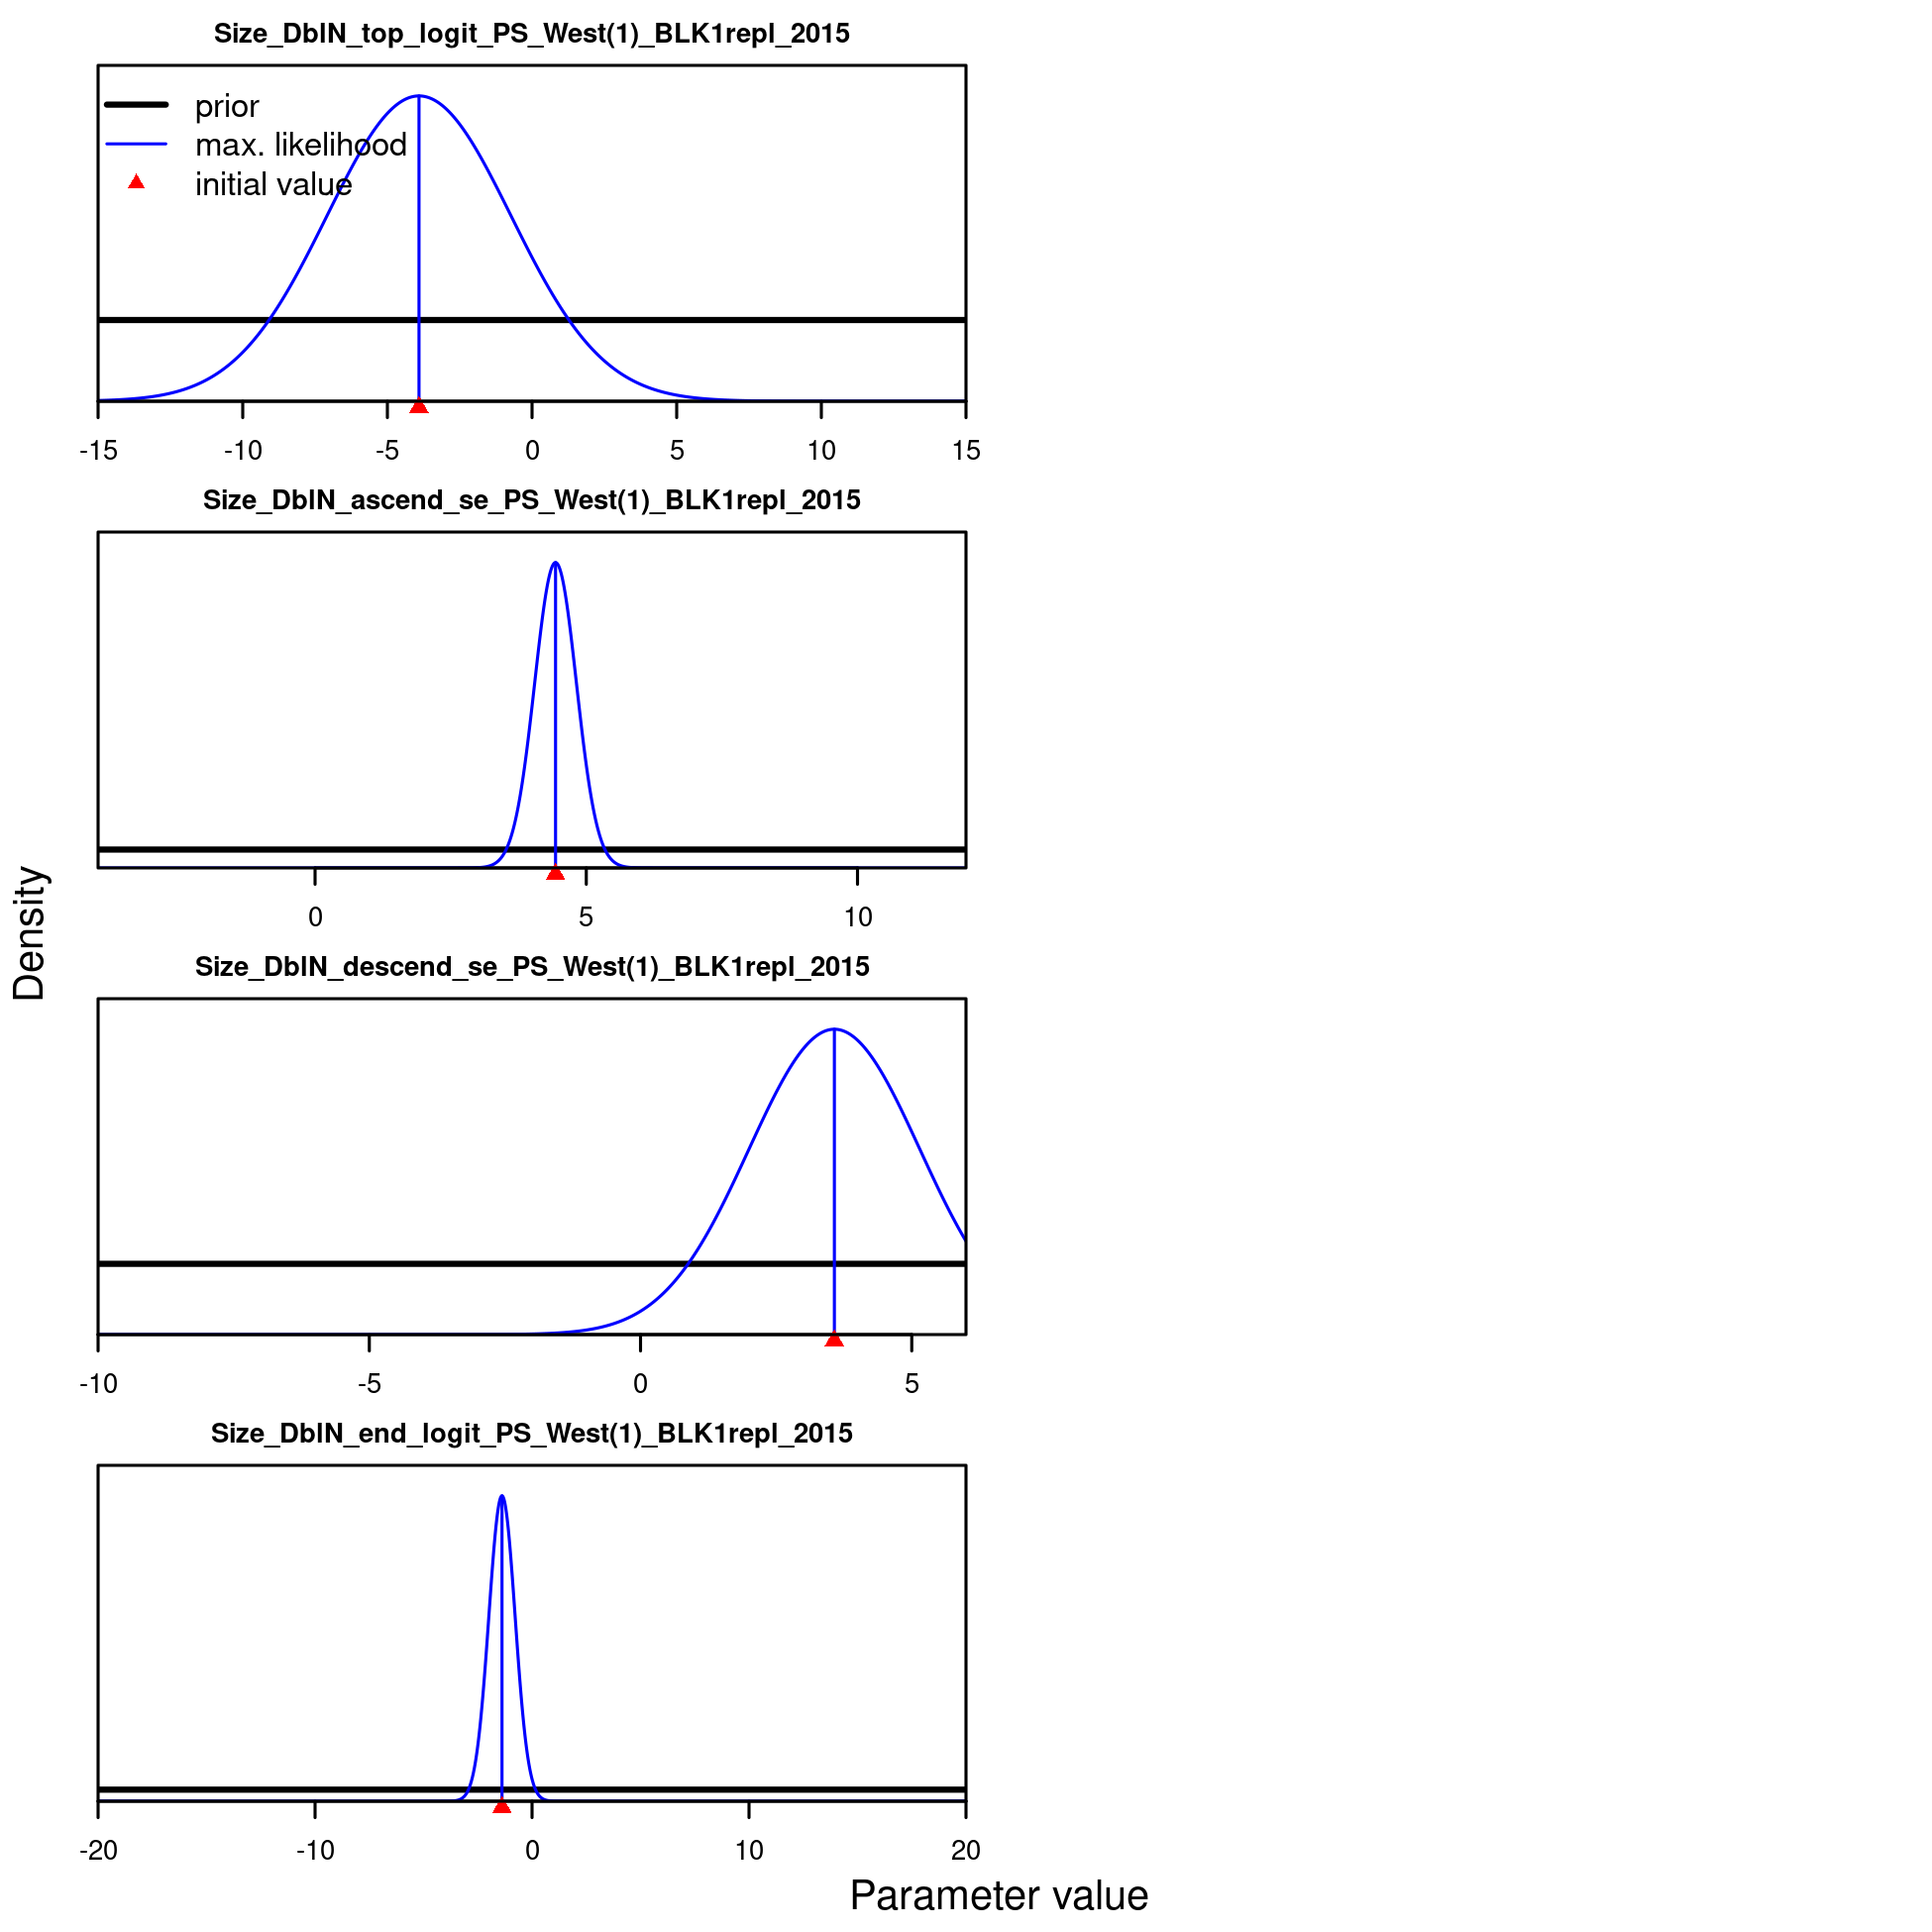 Size_DblN_top_logit_PS_West(1)_BLK1repl_2015
prior
max. likelihood
initial value
-15 -10 -5 0 5 10 15
Size_DblN_ascend_se_PS_West(1)_BLK1repl_2015
0 5 10
Density
Size_DblN_descend_se_PS_West(1)_BLK1repl_2015
-10 -5 0 5
Size_DblN_end_logit_PS_West(1)_BLK1repl_2015
-20 -10 0 10 20
Parameter value